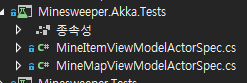 Minesweeper.Akka.Tests
종속성
C# MineItemViewModelActorSpec.cs
C# MineMapViewModelActorSpec.cs